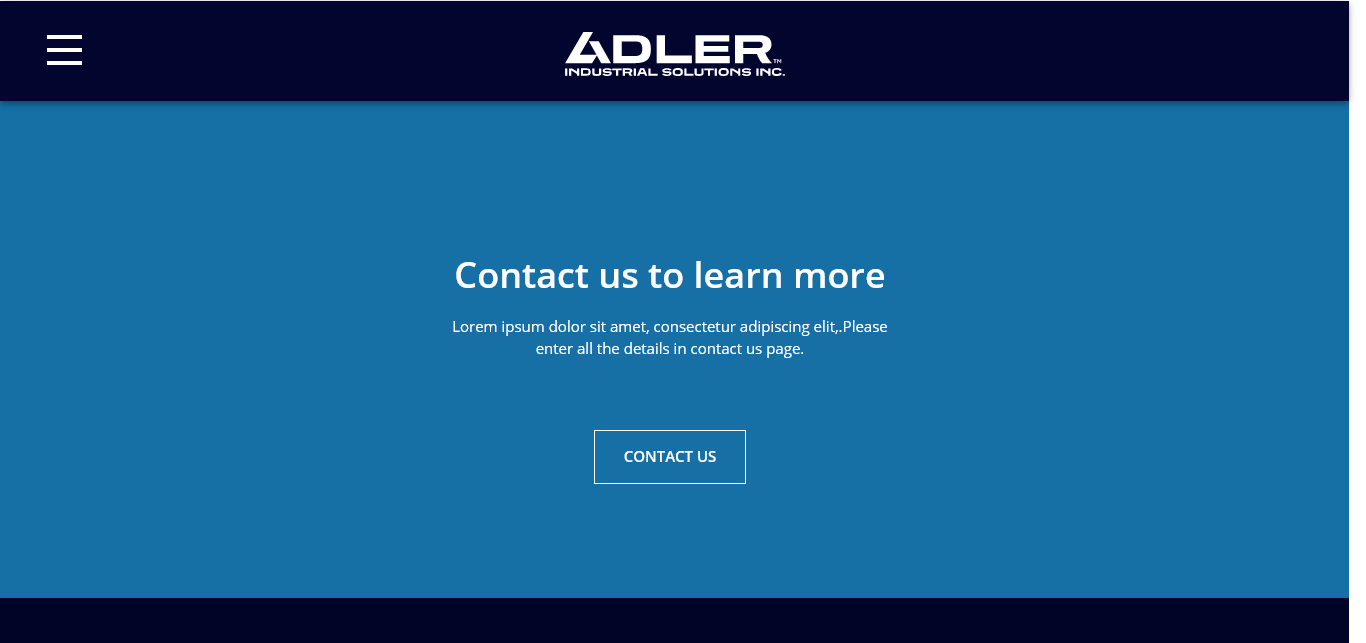 ADLER™
INDUSTRIAL SOLUTIONS INC.
Contact us to learn more
Lorem ipsum dolor sit amet, consectetur adipiscing elit,.Please
enter all the details in contact us page.
CONTACT US